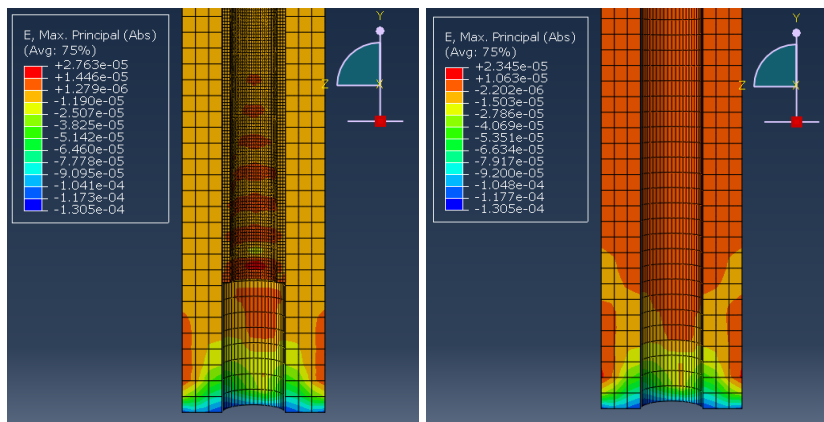 E, Max. Principal (Abs)
(Avg: 75%)
+2.763e-05
+1.446e-05
+1.279e-06
-1.190e-05
-2.507e-05
-3.825e-05
-5.142e-05
-6.460e-05
-7.778e-05
-9.095e-05
-1.041e-04
-1.173e-04
-1.305e-04
Y
Z
X
E, Max. Principal (Abs)
(Avg: 75%)
+2.345e-05
+1.063e-05
-2.202e-06
-1.503e-05
-2.786e-05
-4.069e-05
-5.351e-05
-6.634e-05
-7.917e-05
-9.200e-05
-1.048e-04
-1.177e-04
-1.305e-04
Y
Z
X